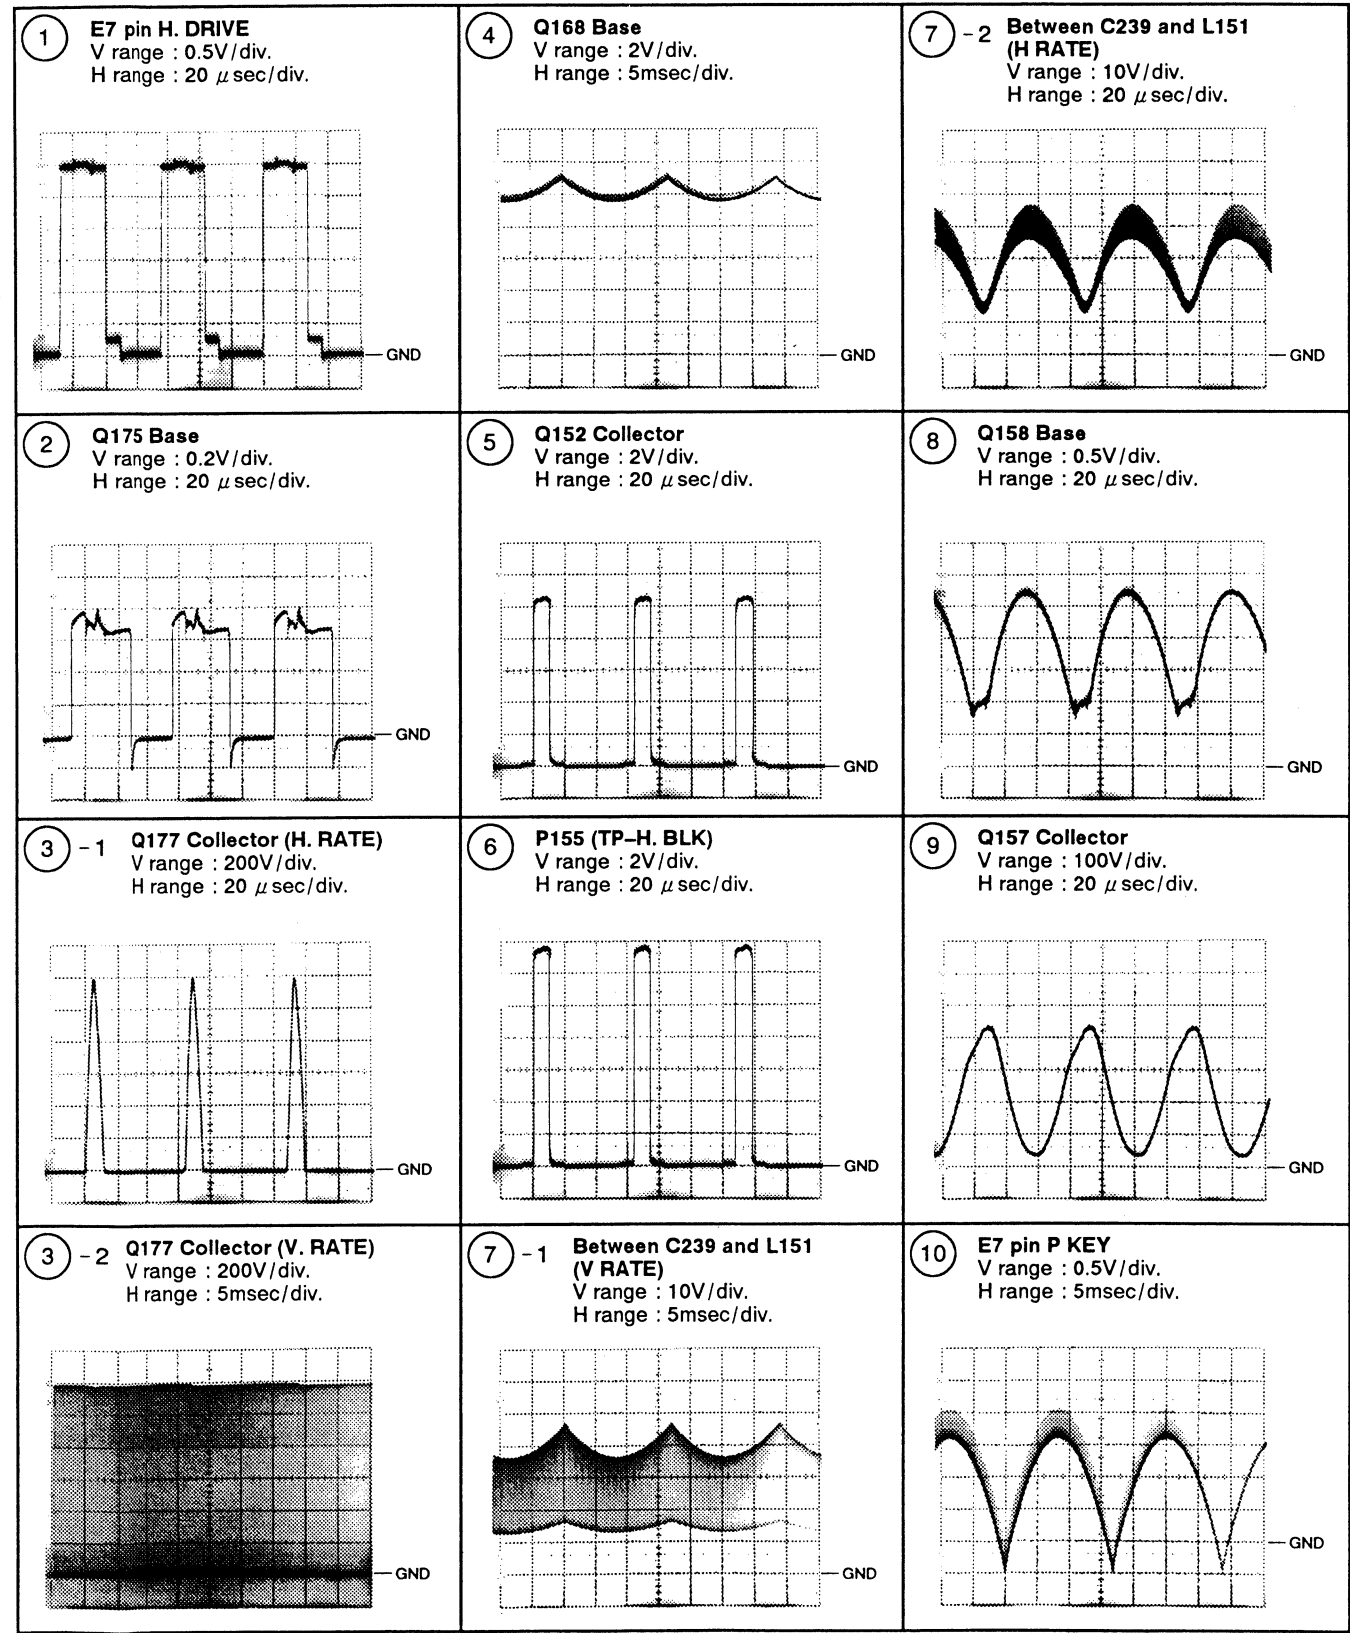 1 E7 pin H. DRIVE
V range : 0.5V/div.
H range : 20 μsec/div.
GND
2 Q175 Base
V range : 0.2V/div.
H range : 20 μsec/div.
GND
3 - 1 Q177 Collector (H. RATE)
V range : 200V/div.
H range : 20 μsec/div.
GND
3 - 2 Q177 Collector (V. RATE)
V range : 200V/div.
H range : 5msec/div.
GND
4 Q168 Base
V range : 2V/div.
H range : 5msec/div.
GND
5 Q152 Collector
V range : 2V/div.
H range : 20 μsec/div.
GND
6 P155 (TP–H. BLK)
V range : 2V/div.
H range : 20 μsec/div.
GND
7 - 1 Between C239 and L151
(V RATE)
V range : 10V/div.
H range : 5msec/div.
GND
7 - 2 Between C239 and L151
(H RATE)
V range : 10V/div.
H range : 20 μsec/div.
GND
8 Q158 Base
V range : 0.5V/div.
H range : 20 μsec/div.
GND
9 Q157 Collector
V range : 100V/div.
H range : 20 μsec/div.
GND
10 E7 pin P KEY
V range : 0.5V/div.
H range : 5msec/div.
GND